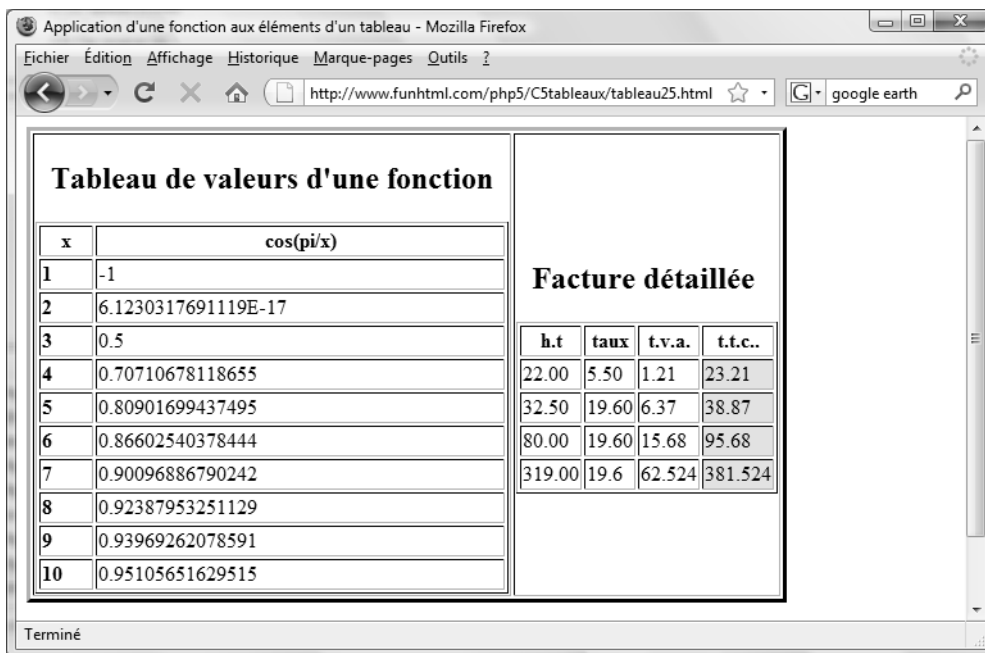 Application d'une fonction aux éléments d'un tableau - Mozilla Firefox
Fichier Édition Affichage Historique Marque-pages Outils ?
http://www.funhtml.com/php5/C5tableaux/tableau25.html
G google earth
Tableau de valeurs d'une fonction
x cos(pi/x)
1 -1
2 6.1230317691119E-17
3 0.5
4 0.70710678118655
5 0.80901699437495
6 0.86602540378444
7 0.90096886790242
8 0.92387953251129
9 0.93969262078591
10 0.95105651629515
Facture détaillée
h.t taux t.v.a. t.t.c..
22.00 5.50 1.21 23.21
32.50 19.60 6.37 38.87
80.00 19.60 15.68 95.68
319.00 19.6 62.524 381.524
Terminé